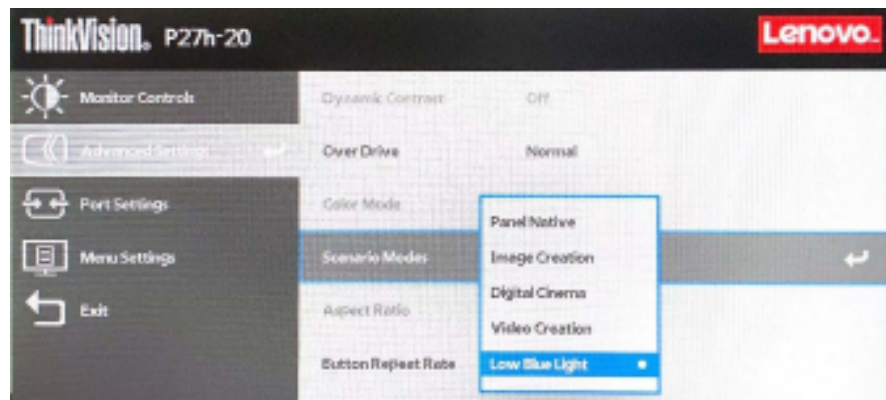 ThinkVision. P27h-20
Lenovo.
Monitor Controls
Advanced Settings
Port Settings
Menu Settings
Exit
Dynamic Contrast Off
Over Drive Normal
Color Mode
Scenario Modes
Aspect Ratio
Button Repeat Rate
Panel Native
Image Creation
Digital Cinema
Video Creation
Low Blue Light